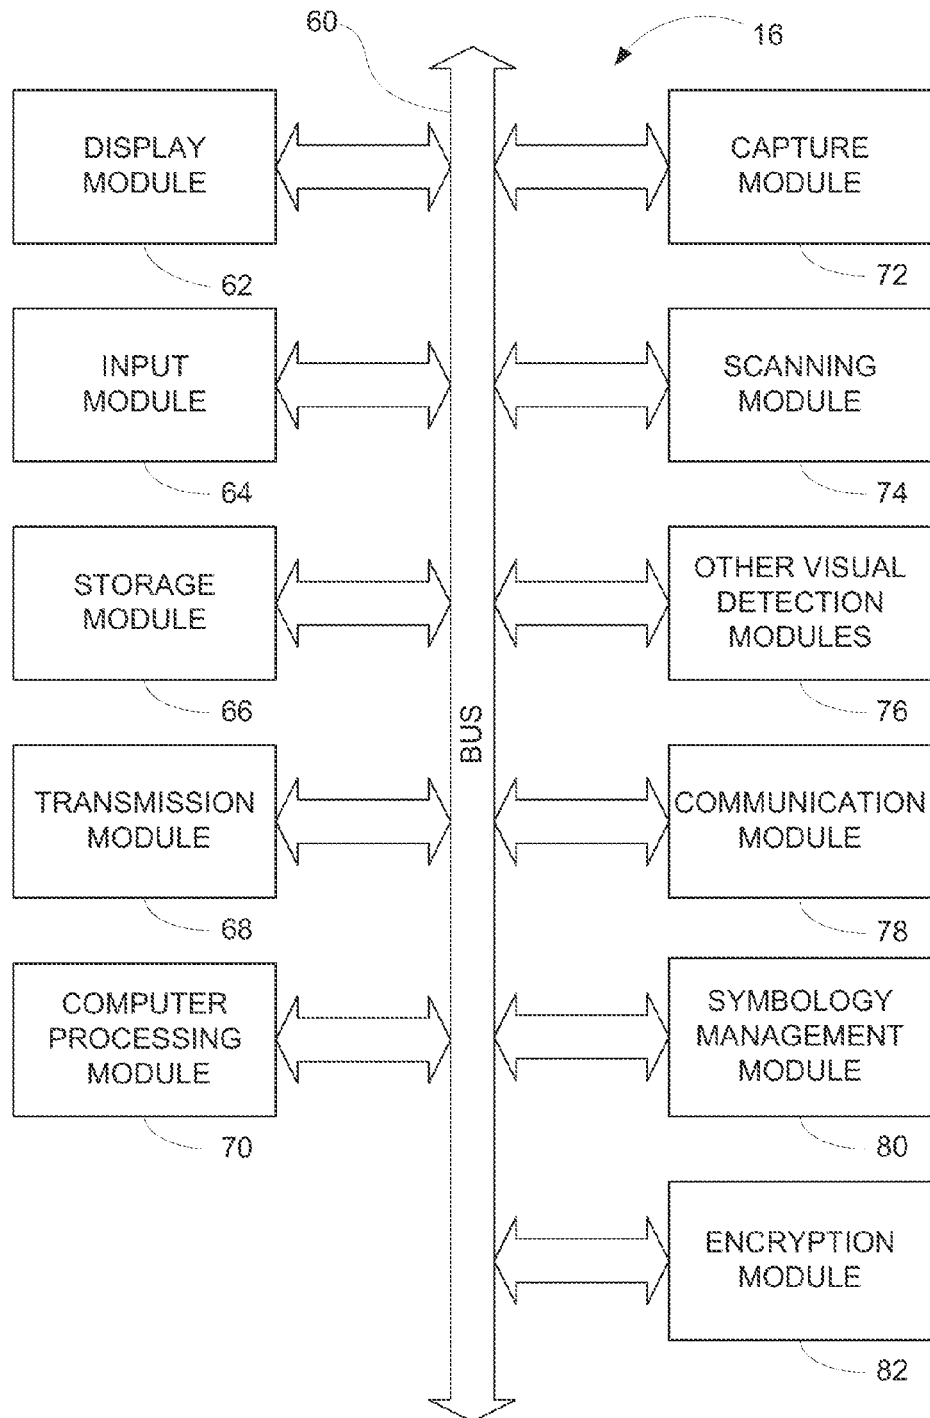 60
16
DISPLAY
MODULE
62
CAPTURE
MODULE
72
INPUT
MODULE
64
SCANNING
MODULE
74
STORAGE
MODULE
66
OTHER VISUAL
DETECTION
MODULES
76
BUS
TRANSMISSION
MODULE
68
COMMUNICATION
MODULE
78
COMPUTER
PROCESSING
MODULE
70
SYMBOLOGY
MANAGEMENT
MODULE
80
ENCRYPTION
MODULE
82